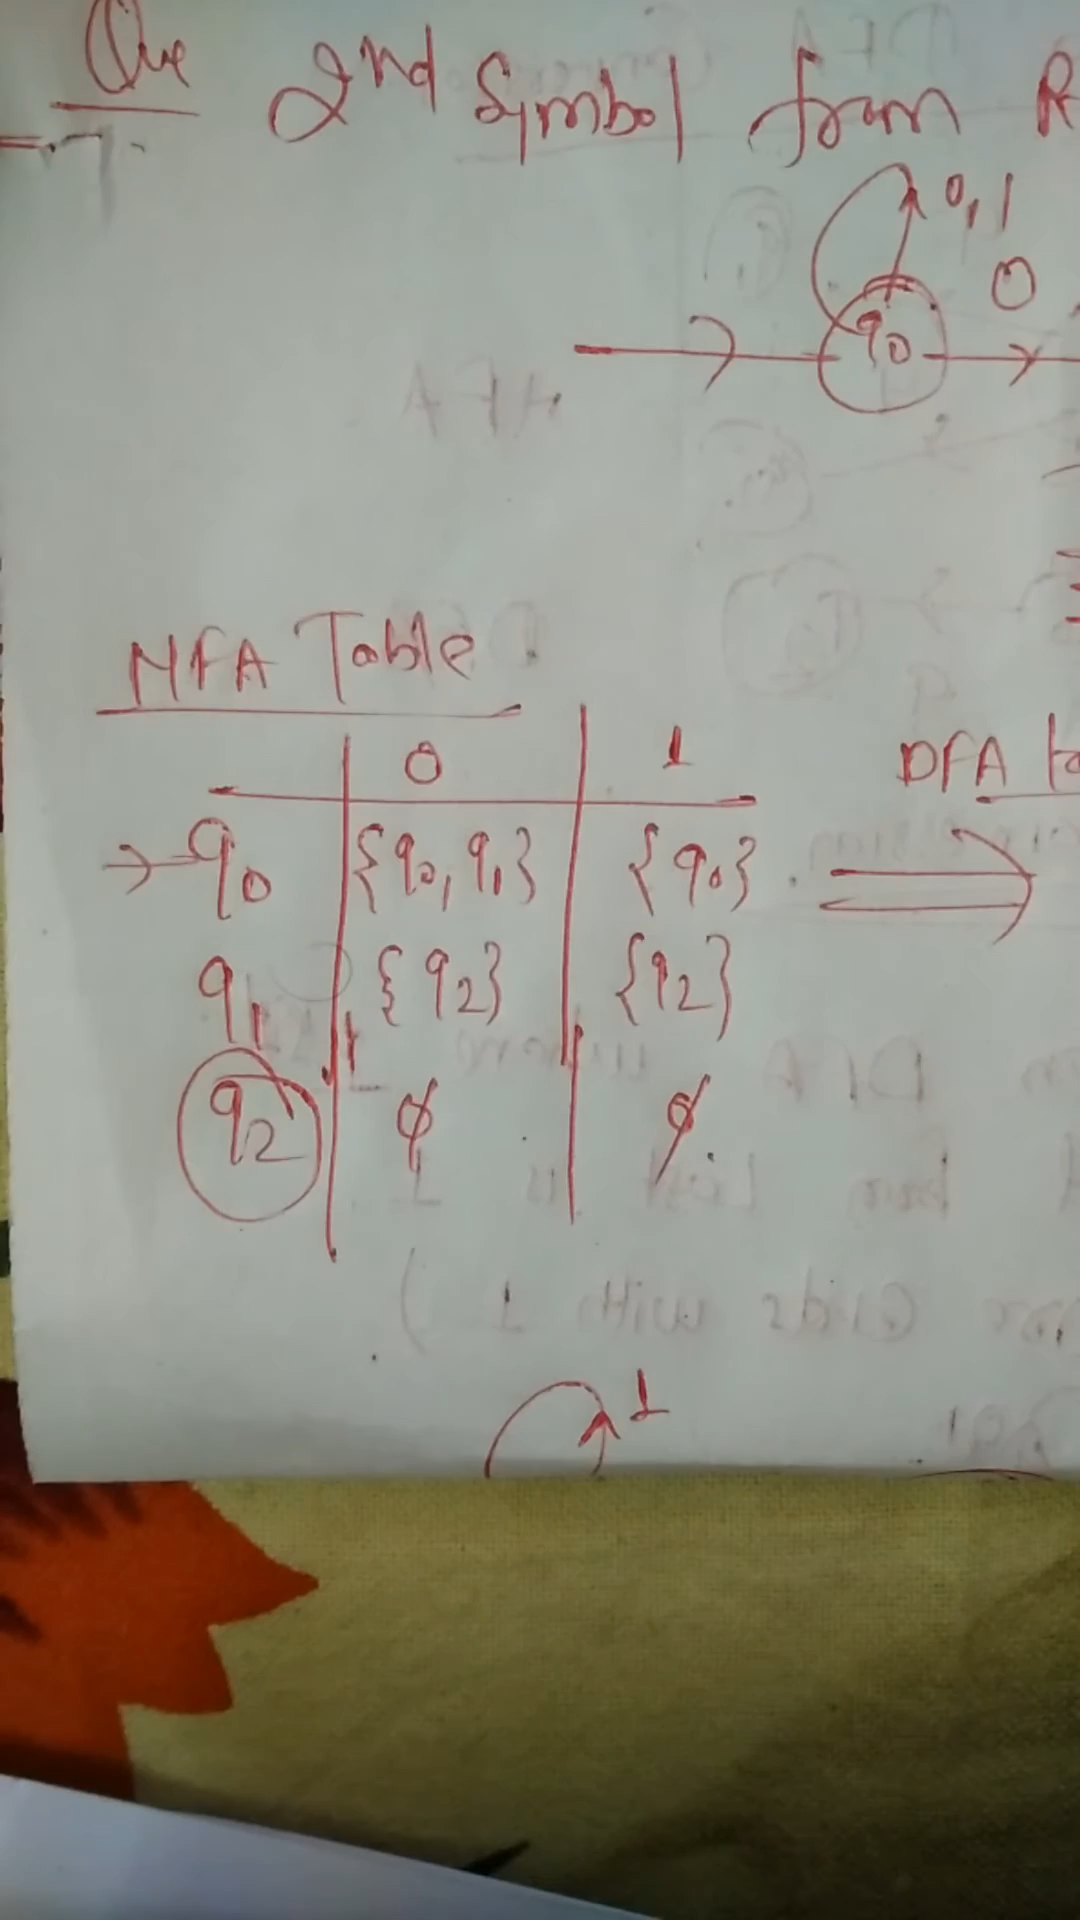 Que 2nd Symbol from R
0,1
0
q0
NFA Table
0 1
DFA ta
→q0 {q0,q1} {q0}
q1 {q2} {q2}
q2 ϕ ϕ
1